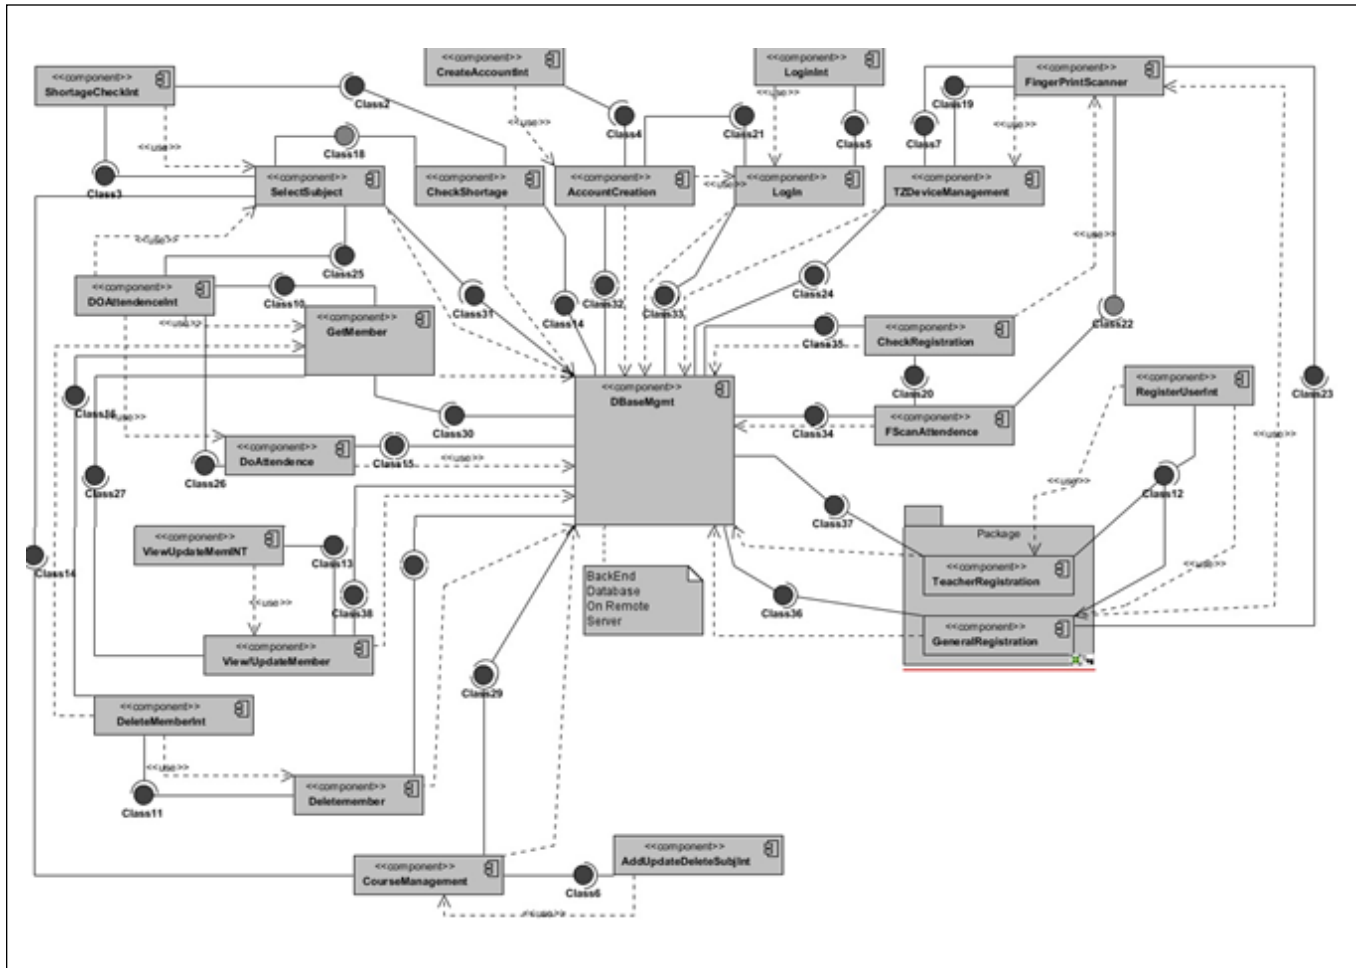 <<component>>
CreateAccountInt
<<component>>
LoginInt
<<component>>
FingerPrintScanner
<<component>>
ShortageCheckInt
Class2
Class19
<<use>>
Class4
<<use>>
Class21
Class5
Class7
<<use>>
<<use>>
Class18
Class3
<<component>>
SelectSubject
<<component>>
CheckShortage
<<component>>
AccountCreation
<<use>>
<<component>>
LogIn
<<component>>
TZDeviceManagement
<<use>>
<<use>>
Class25
<<component>>
DOAttendenceInt
Class10
Class31
Class14
Class32
Class33
Class24
Class22
<<use>>
<<component>>
GetMember
Class35
<<component>>
CheckRegistration
<<component>>
DBaseMgmt
Class20
<<component>>
RegisterUserInt
Class23
<<use>>
Class30
Class34
<<component>>
FScanAttendence
<<use>>
<<component>>
DoAttendence
Class15
<<use>>
Class26
Class27
<<use>>
Class12
Class37
<<component>>
ViewUpdateMemINT
Class13
Package
Class14
<<component>>
TeacherRegistration
<<use>>
BackEnd
Database
On Remote
Server
<<use>>
Class38
Class36
<<component>>
GeneralRegistration
<<component>>
View/UpdateMember
Class29
<<component>>
DeleteMemberInt
<<use>>
Class11
<<component>>
Deletemember
<<component>>
CourseManagement
Class6
<<component>>
AddUpdateDeleteSubjInt
<<use>>